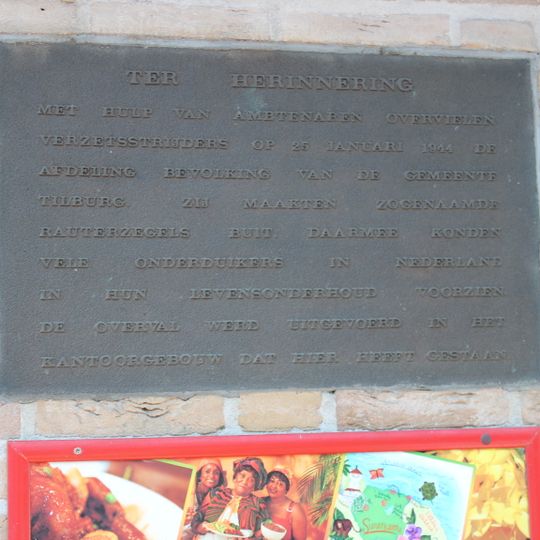 TER HERINNERING
MET HULP VAN AMBTENAREN OVERVIELEN
VERZETSSTRIJDERS OP 25 JANUARI 1944 DE
AFDELING BEVOLKING VAN DE GEMEENTE
TILBURG. ZIJ MAAKTEN ZOGENAAMDE
RAUTERZEGELS BUIT. DAARMEE KONDEN
VELE ONDERDUIKERS IN NEDERLAND
IN HUN LEVENSONDERHOUD VOORZIEN.
DE OVERVAL WERD UITGEVOERD IN HET
KANTOORGEBOUW DAT HIER HEEFT GESTAAN.